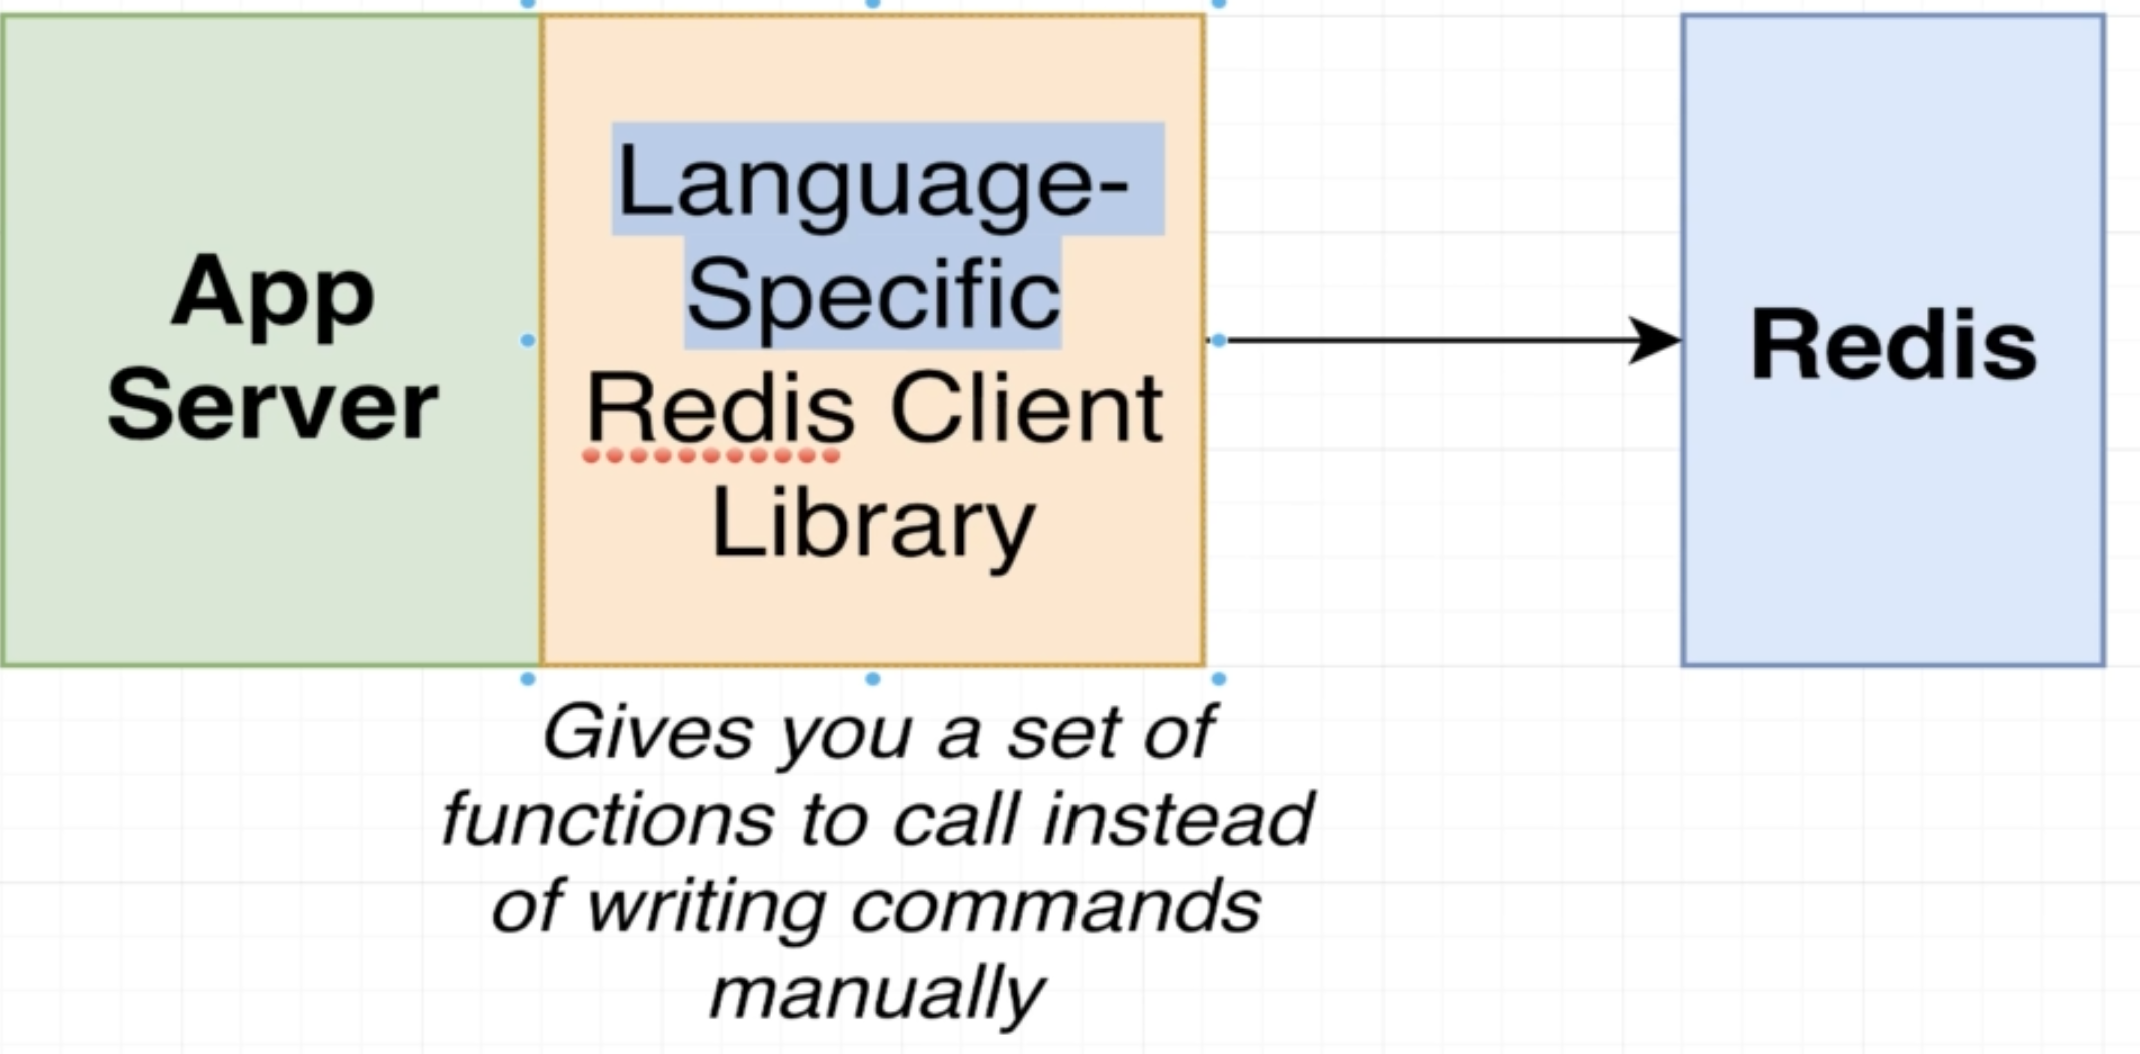 App
Server
Language-
Specific
Redis Client
Library
Redis
Gives you a set of
functions to call instead
of writing commands
manually